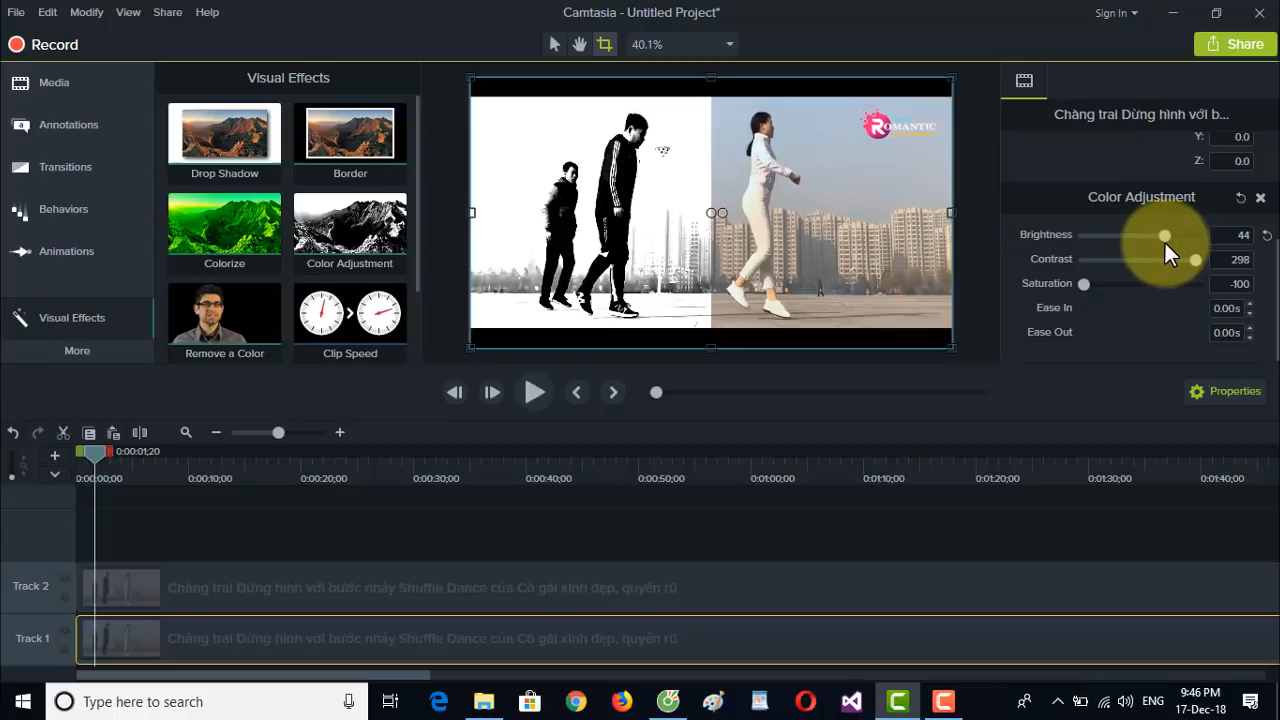 File Edit Modify View Share Help
Camtasia - Untitled Project*
Sign In
Record
40.1%
Share
Media
Annotations
Transitions
Behaviors
Animations
Visual Effects
More
Visual Effects
Drop Shadow
Border
Colorize
Color Adjustment
Remove a Color
Clip Speed
ROMANTIC
Chàng trai Dừng hình với b...
Y: 0.0
Z: 0.0
Color Adjustment
Brightness 44
Contrast 298
Saturation -100
Ease In 0.00s
Ease Out 0.00s
Properties
0:00:01;20
0:00:00;00 0:00:10;00 0:00:20;00 0:00:30;00 0:00:40;00 0:00:50;00 0:01:00;00 0:01:10;00 0:01:20;00 0:01:30;00 0:01:40;00
Track 2
Chàng trai Dừng hình với bước nhảy Shuffle Dance của Cô gái xinh đẹp, quyến rũ
Track 1
Chàng trai Dừng hình với bước nhảy Shuffle Dance của Cô gái xinh đẹp, quyến rũ
Type here to search
ENG
9:46 PM
17-Dec-18